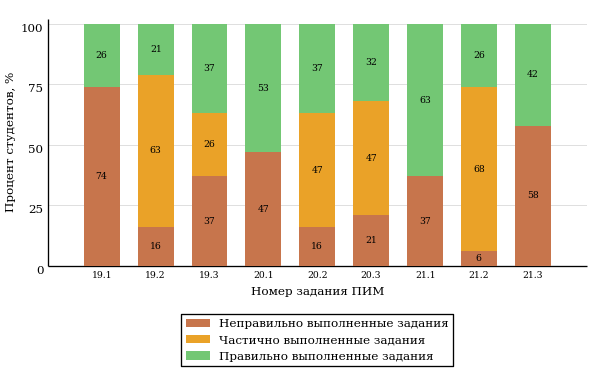 Процент студентов, %
100
75
50
25
0
26 21 37 53 37 32 63 26 42
74 63 26 47 47 47 37 68 58
16 37 16 21 6
19.1 19.2 19.3 20.1 20.2 20.3 21.1 21.2 21.3
Номер задания ПИМ
Неправильно выполненные задания
Частично выполненные задания
Правильно выполненные задания